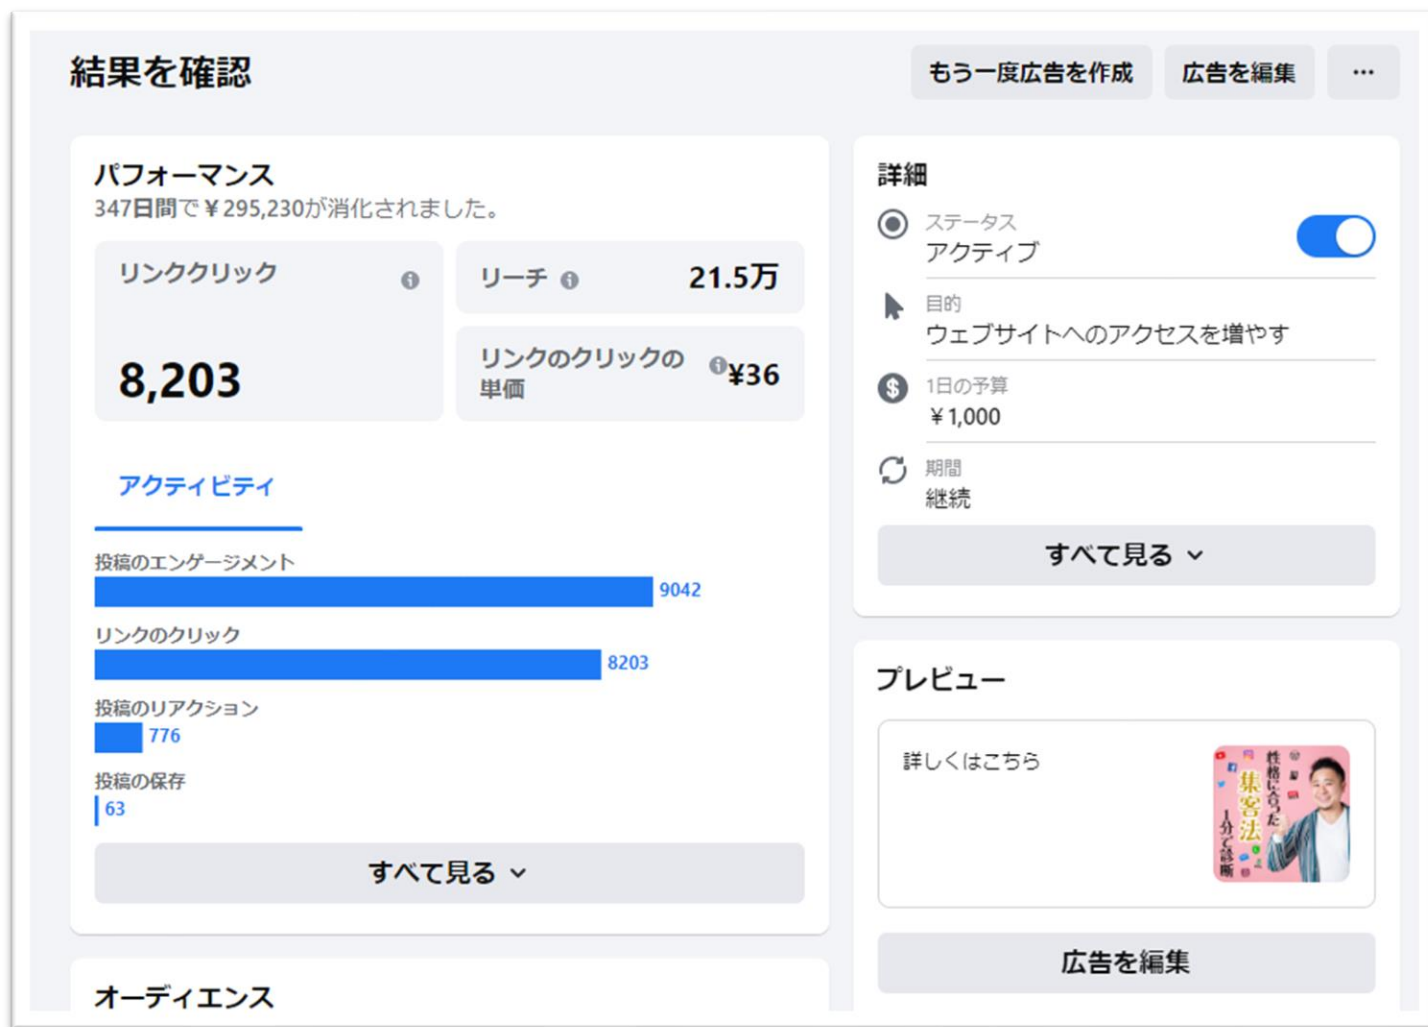 結果を確認
もう一度広告を作成
広告を編集
...
パフォーマンス
347日間で¥295,230が消化されました。
リンククリック
8,203
リーチ
21.5万
リンクのクリックの
単価
¥36
アクティビティ
投稿のエンゲージメント
9042
リンクのクリック
8203
投稿のリアクション
776
投稿の保存
63
すべて見る
オーディエンス
詳細
ステータス
アクティブ
目的
ウェブサイトへのアクセスを増やす
1日の予算
¥1,000
期間
継続
すべて見る
プレビュー
詳しくはこちら
性格に合った
集客法
1分で診断
広告を編集